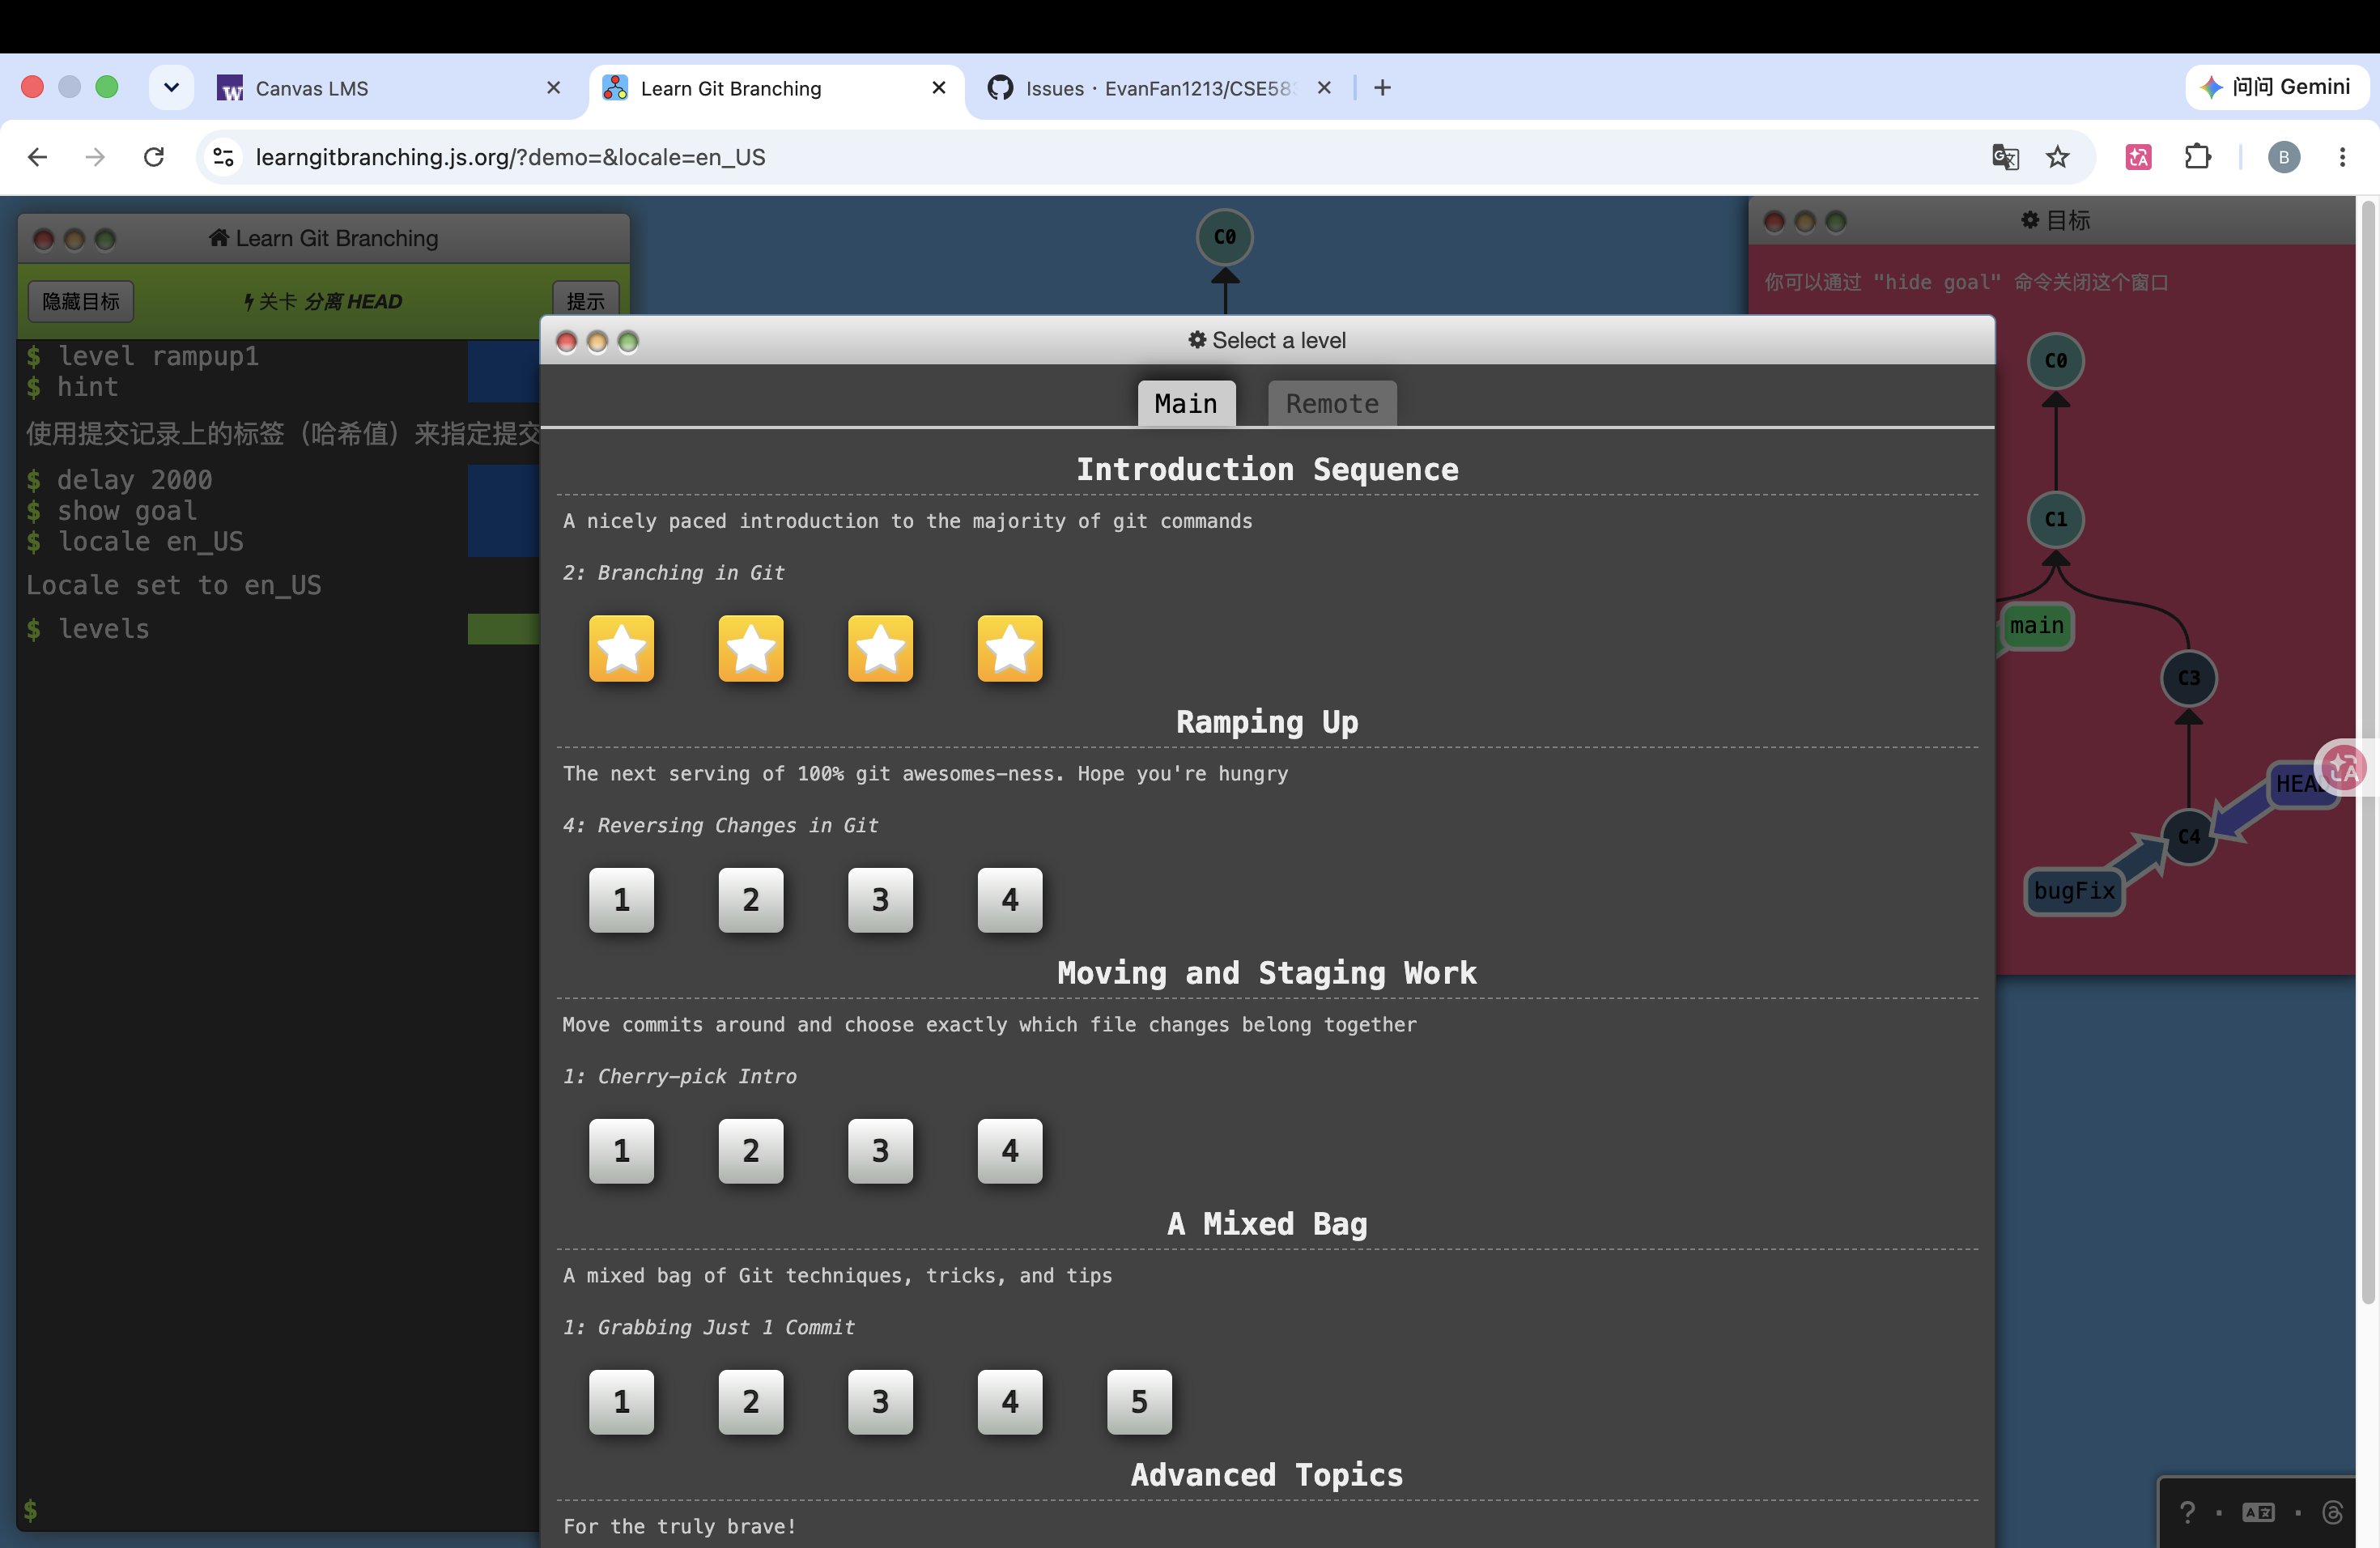 Canvas LMS
Learn Git Branching
Issues · EvanFan1213/CSE58
问问 Gemini
learngitbranching.js.org/?demo=&locale=en_US
B
Learn Git Branching
隐藏目标
关卡 分离 HEAD
提示
$ level rampup1
$ hint
使用提交记录上的标签（哈希值）来指定提交
$ delay 2000
$ show goal
$ locale en_US
Locale set to en_US
$ levels
$
C0
Select a level
Main
Remote
Introduction Sequence
A nicely paced introduction to the majority of git commands
2: Branching in Git
Ramping Up
The next serving of 100% git awesomes-ness. Hope you're hungry
4: Reversing Changes in Git
1 2 3 4
Moving and Staging Work
Move commits around and choose exactly which file changes belong together
1: Cherry-pick Intro
1 2 3 4
A Mixed Bag
A mixed bag of Git techniques, tricks, and tips
1: Grabbing Just 1 Commit
1 2 3 4 5
Advanced Topics
For the truly brave!
目标
你可以通过 "hide goal" 命令关闭这个窗口
C0
C1
main
C3
C4
bugFix
? · A文 ·